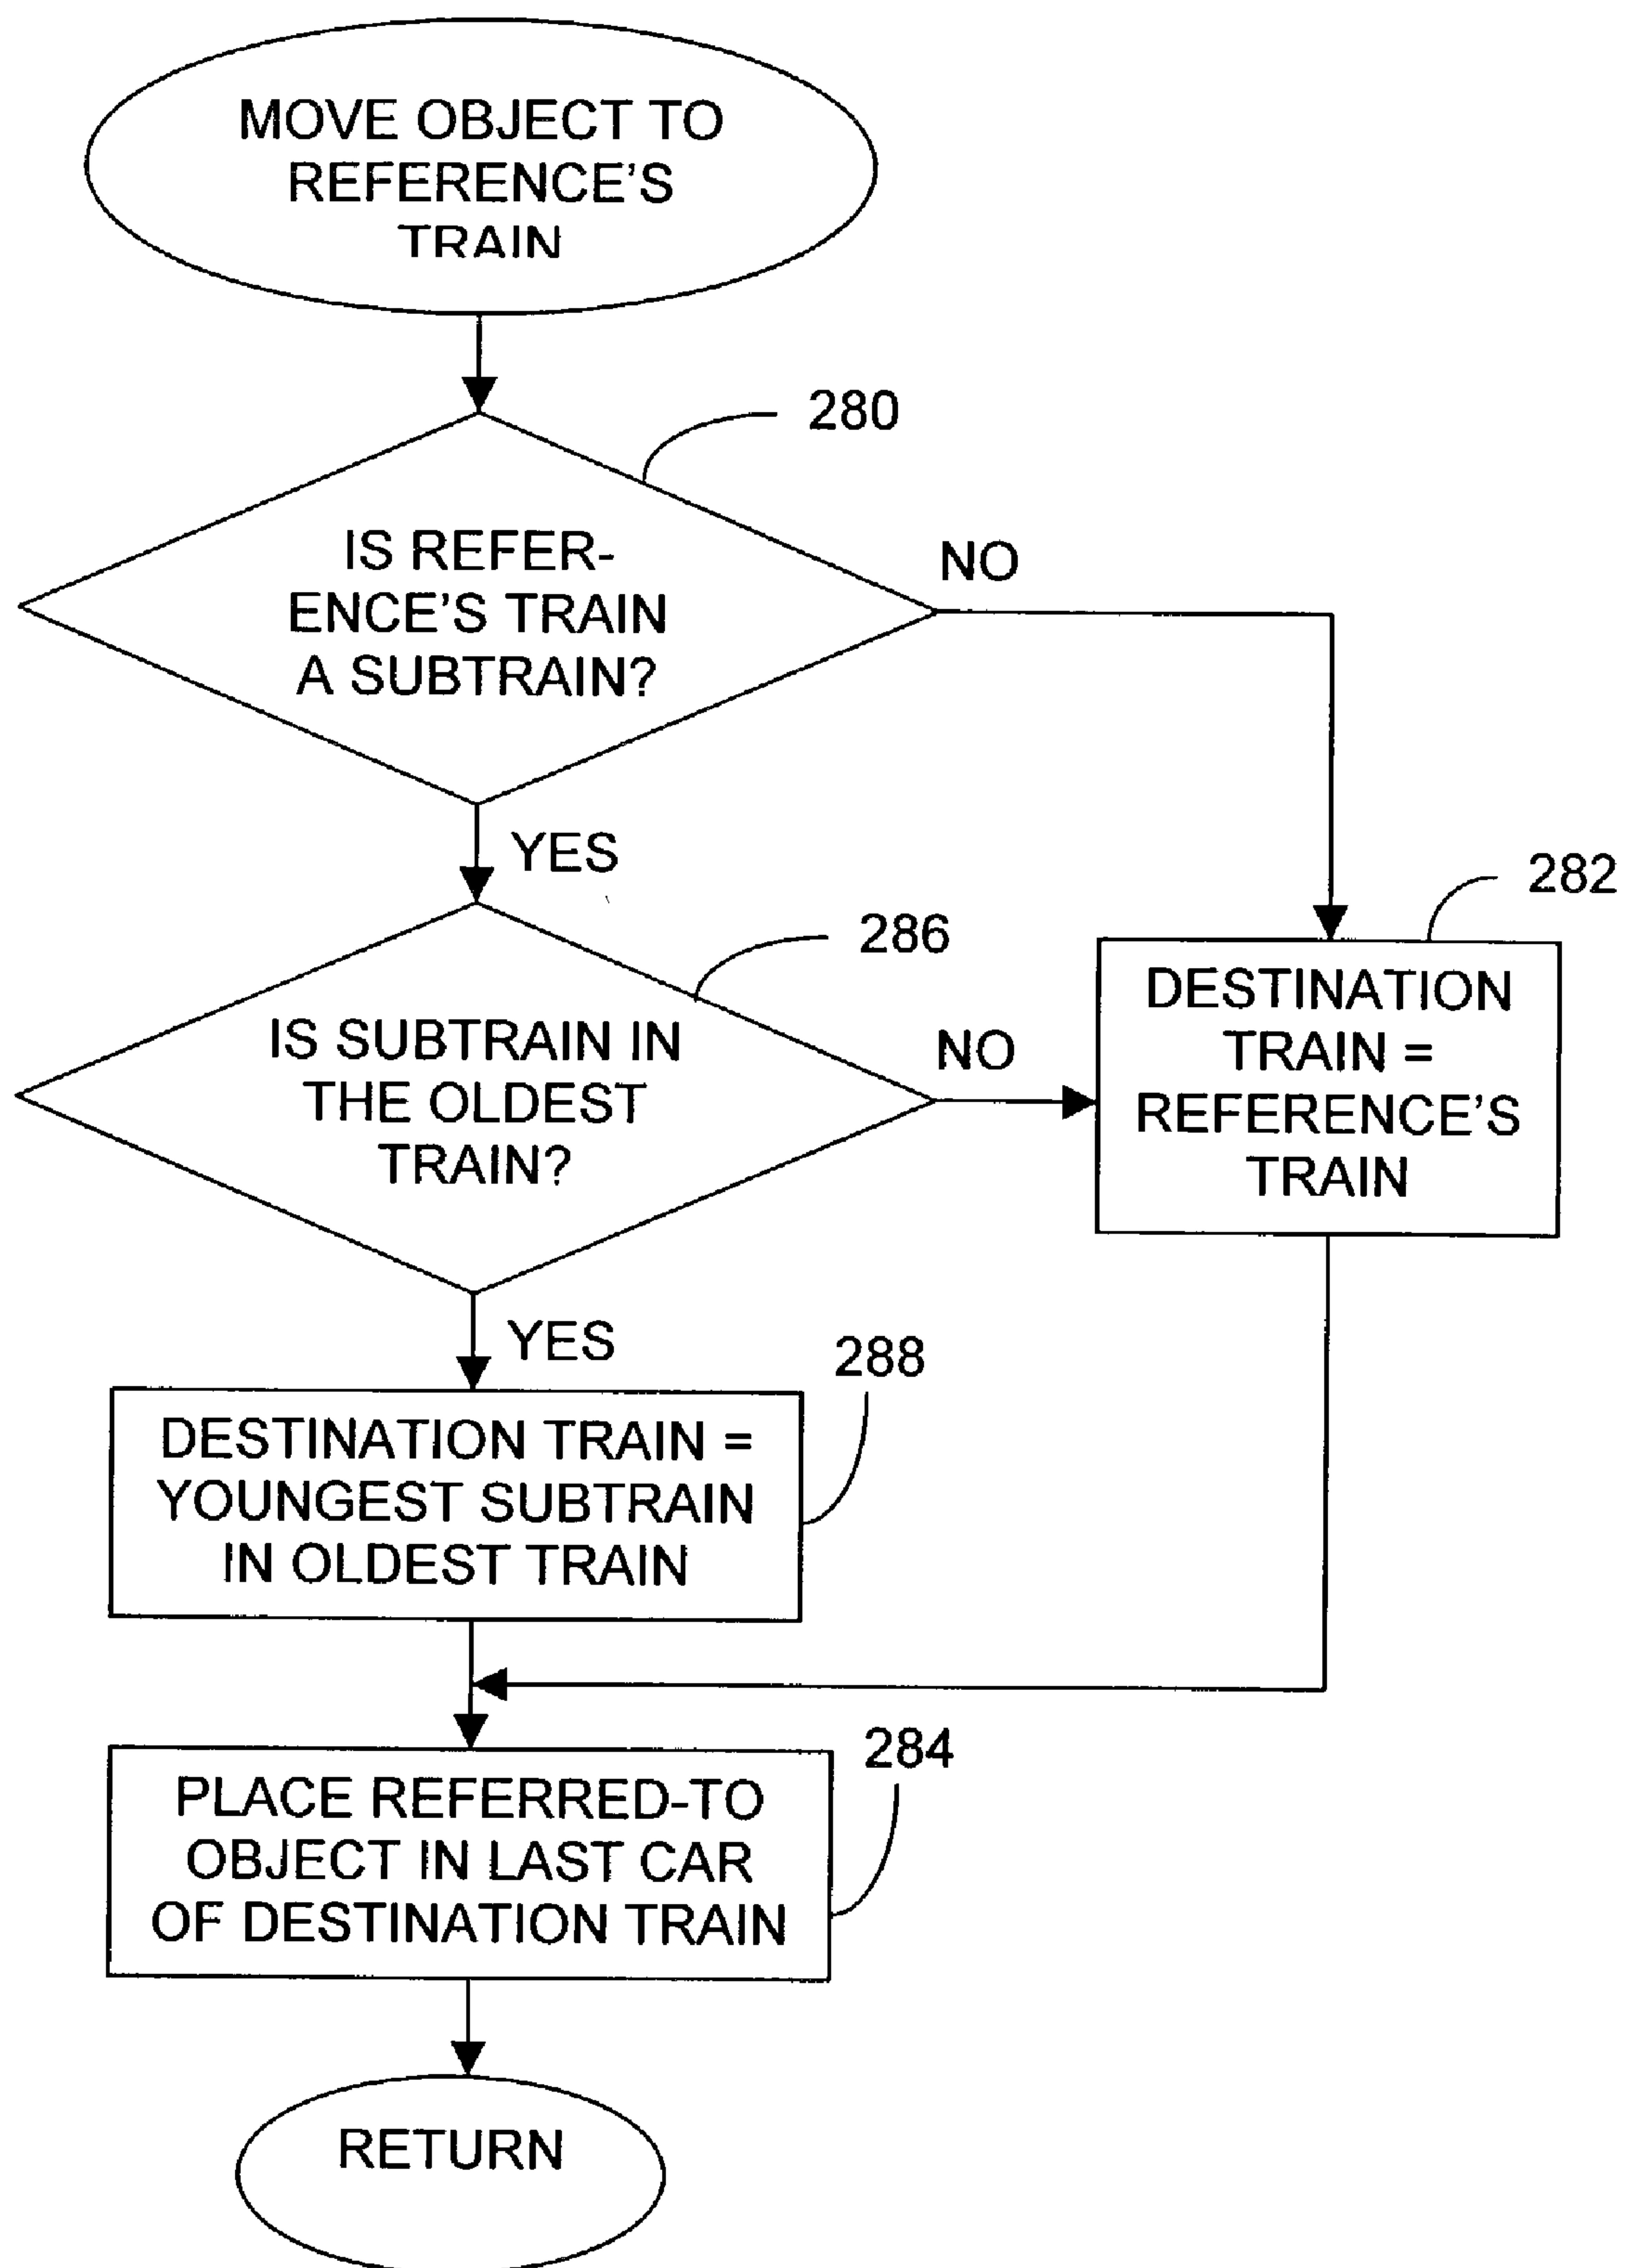 MOVE OBJECT TO
REFERENCE'S
TRAIN
280
IS REFER-
ENCE'S TRAIN
A SUBTRAIN?
NO
YES
282
286
DESTINATION
TRAIN =
REFERENCE'S
TRAIN
IS SUBTRAIN IN
THE OLDEST
TRAIN?
NO
YES
288
DESTINATION TRAIN =
YOUNGEST SUBTRAIN
IN OLDEST TRAIN
284
PLACE REFERRED-TO
OBJECT IN LAST CAR
OF DESTINATION TRAIN
RETURN